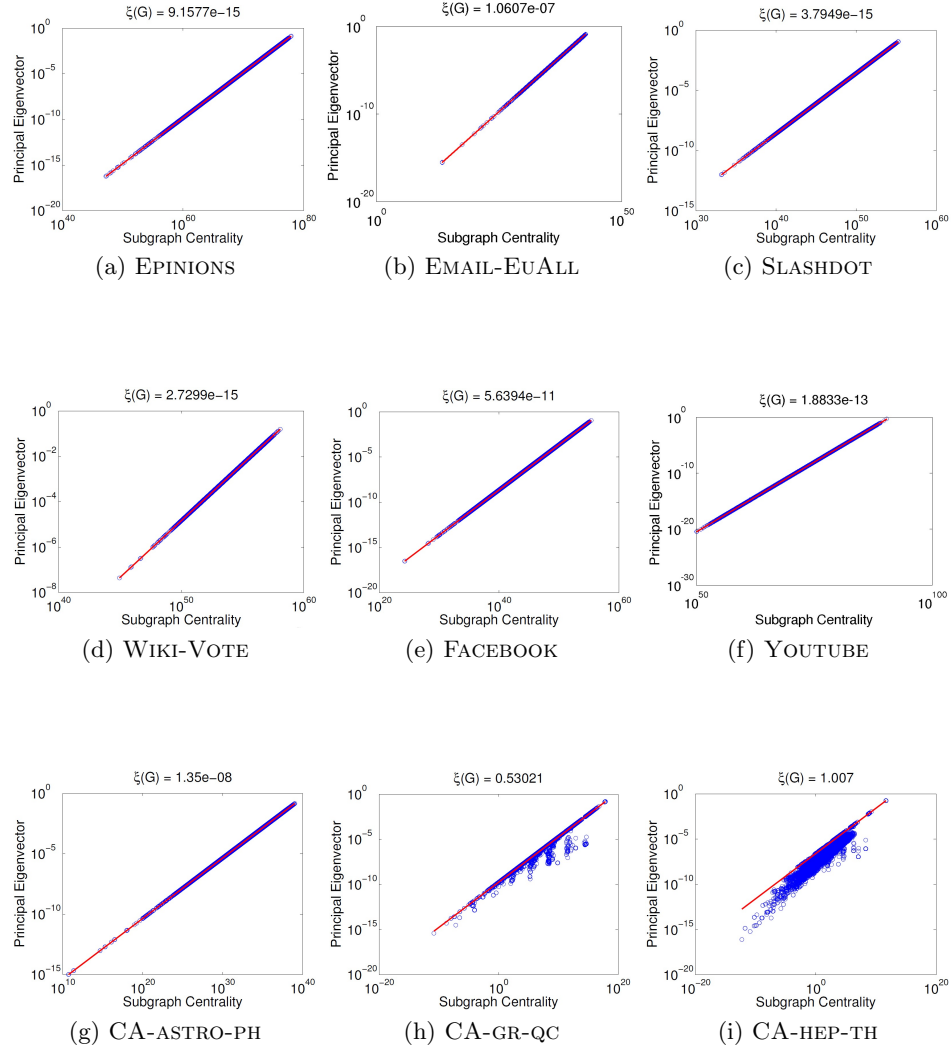 ξ(G) = 9.1577e−15
Principal Eigenvector
10^0
10^−5
10^−10
10^−15
10^−20
10^40
10^60
10^80
Subgraph Centrality
(a) EPINIONS
ξ(G) = 1.0607e−07
Principal Eigenvector
10^0
10^−10
10^−20
10^0
10^50
Subgraph Centrality
(b) EMAIL-EUALL
ξ(G) = 3.7949e−15
Principal Eigenvector
10^0
10^−5
10^−10
10^−15
10^30
10^40
10^50
10^60
Subgraph Centrality
(c) SLASHDOT
ξ(G) = 2.7299e−15
Principal Eigenvector
10^0
10^−2
10^−4
10^−6
10^−8
10^40
10^50
10^60
Subgraph Centrality
(d) WIKI-VOTE
ξ(G) = 5.6394e−11
Principal Eigenvector
10^0
10^−5
10^−10
10^−15
10^−20
10^20
10^40
10^60
Subgraph Centrality
(e) FACEBOOK
ξ(G) = 1.8833e-13
Principal Eigenvector
10^0
10^−10
10^−20
10^−30
10^50
10^100
Subgraph Centrality
(f) YOUTUBE
ξ(G) = 1.35e−08
Principal Eigenvector
10^0
10^−5
10^−10
10^−15
10^10
10^20
10^30
10^40
Subgraph Centrality
(g) CA-ASTRO-PH
ξ(G) = 0.53021
Principal Eigenvector
10^0
10^−5
10^−10
10^−15
10^−20
10^−20
10^0
10^20
Subgraph Centrality
(h) CA-GR-QC
ξ(G) = 1.007
Principal Eigenvector
10^0
10^−5
10^−10
10^−15
10^−20
10^−20
10^0
10^20
Subgraph Centrality
(i) CA-HEP-TH